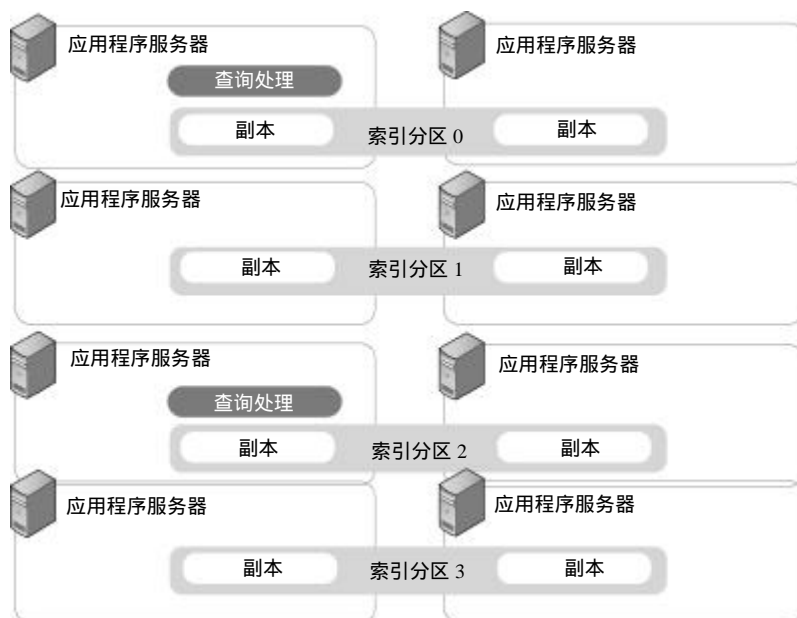 应用程序服务器
应用程序服务器
查询处理
副本
索引分区 0
副本
应用程序服务器
应用程序服务器
副本
索引分区 1
副本
应用程序服务器
应用程序服务器
查询处理
副本
索引分区 2
副本
应用程序服务器
应用程序服务器
副本
索引分区 3
副本